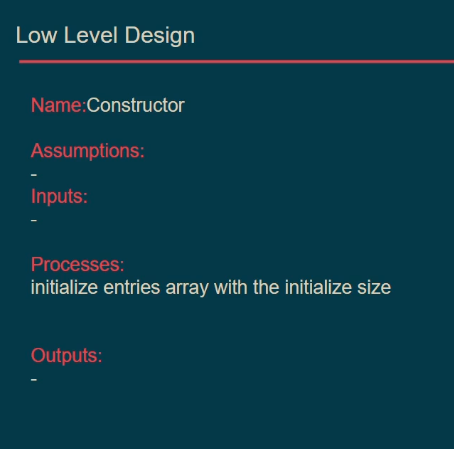 Low Level Design
Name:Constructor
Assumptions:
-
Inputs:
-
Processes:
initialize entries array with the initialize size
Outputs:
-